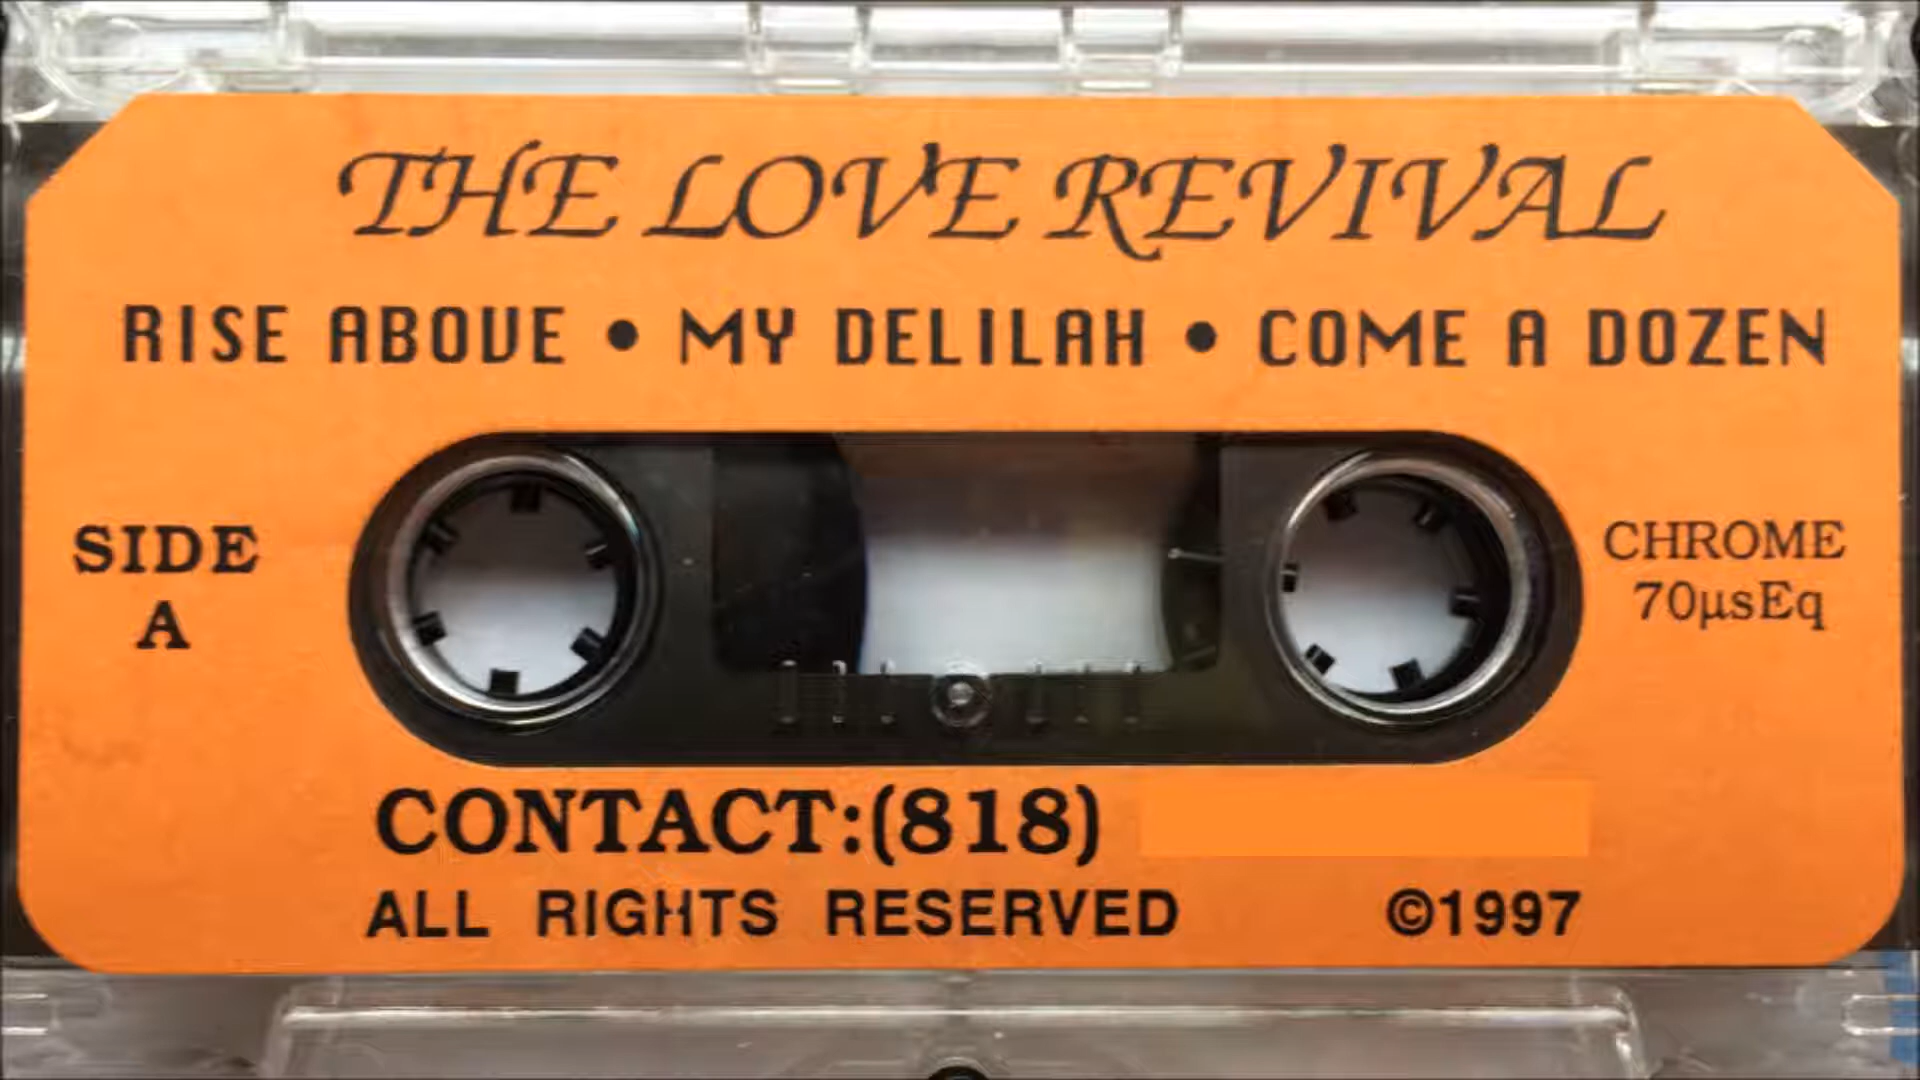 THE LOVE REVIVAL
RISE ABOVE • MY DELILAH • COME A DOZEN
SIDE
A
CHROME
70µsEq
CONTACT:(818)
ALL RIGHTS RESERVED ©1997